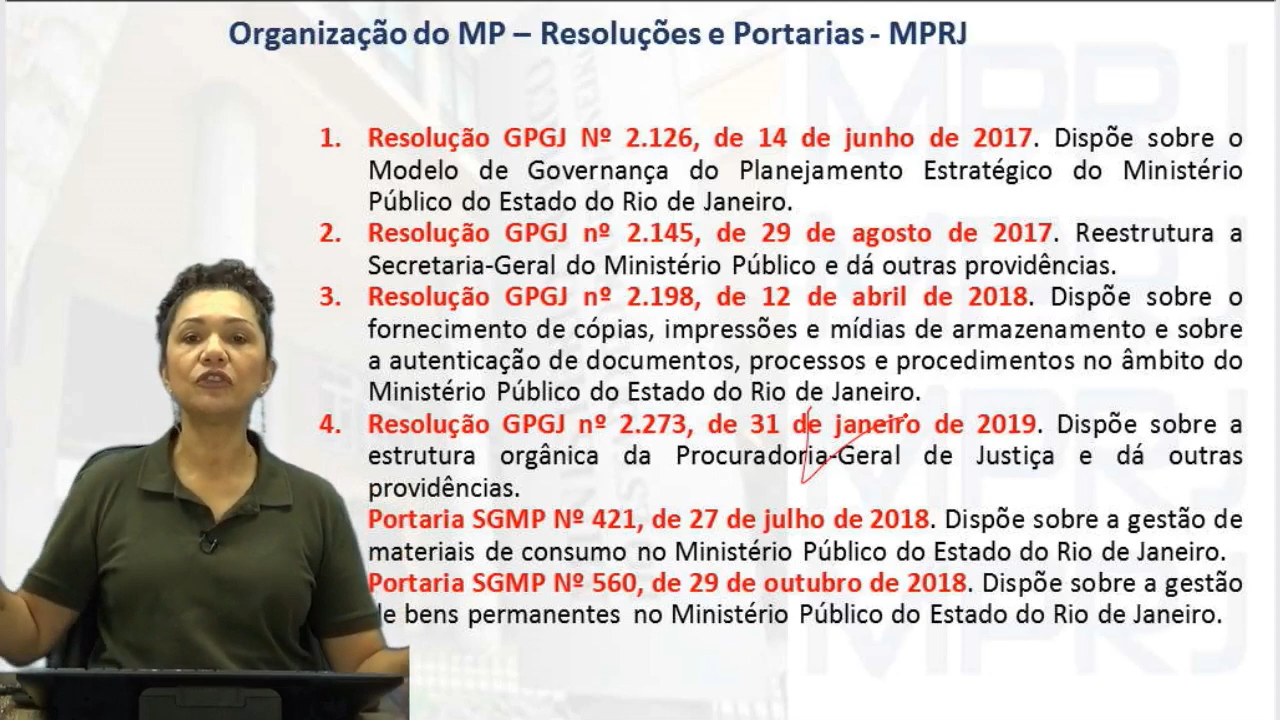 Organização do MP – Resoluções e Portarias - MPRJ
1. Resolução GPGJ Nº 2.126, de 14 de junho de 2017. Dispõe sobre o
Modelo de Governança do Planejamento Estratégico do Ministério
Público do Estado do Rio de Janeiro.
2. Resolução GPGJ nº 2.145, de 29 de agosto de 2017. Reestrutura a
Secretaria-Geral do Ministério Público e dá outras providências.
3. Resolução GPGJ nº 2.198, de 12 de abril de 2018. Dispõe sobre o
fornecimento de cópias, impressões e mídias de armazenamento e sobre
a autenticação de documentos, processos e procedimentos no âmbito do
Ministério Público do Estado do Rio de Janeiro.
4. Resolução GPGJ nº 2.273, de 31 de janeiro de 2019. Dispõe sobre a
estrutura orgânica da Procuradoria-Geral de Justiça e dá outras
providências.
Portaria SGMP Nº 421, de 27 de julho de 2018. Dispõe sobre a gestão de
materiais de consumo no Ministério Público do Estado do Rio de Janeiro.
Portaria SGMP Nº 560, de 29 de outubro de 2018. Dispõe sobre a gestão
de bens permanentes no Ministério Público do Estado do Rio de Janeiro.
MPRJ
MPRJ
MPRJ
MPRJ